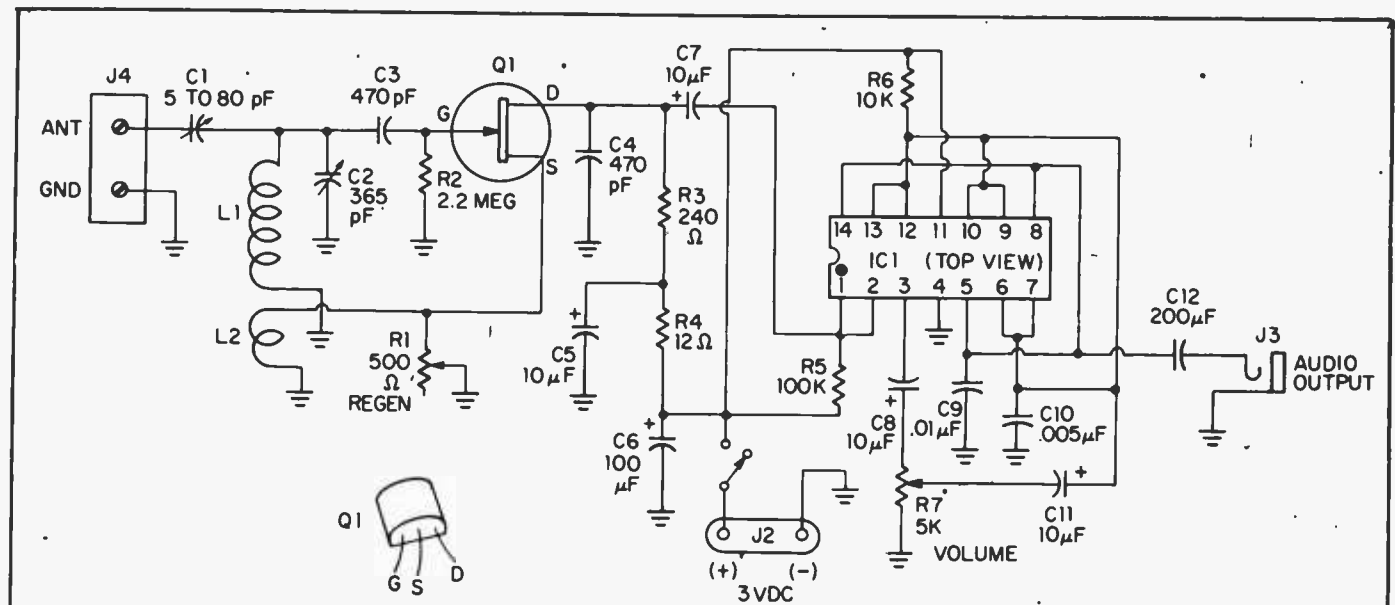 J4
ANT
GND
C1
5 TO 80 pF
C3
470 pF
Q1
G
D
S
L1
C2
365
pF
R2
2.2 MEG
C4
470
pF
C7
10µF
+
R6
10K
R3
240
Ω
14 13 12 11 10 9 8
IC1 (TOP VIEW)
1 2 3 4 5 6 7
L2
R1
500
Ω
REGEN
+
C5
10µF
R4
12Ω
R5
100K
C12
200µF
J3
AUDIO
OUTPUT
+
C6
100
µF
C8
10µF
+
C9
.01µF
C10
.005µF
R7
5K
VOLUME
C11
10µF
+
J2
(+) (-)
3VDC
Q1
G S D